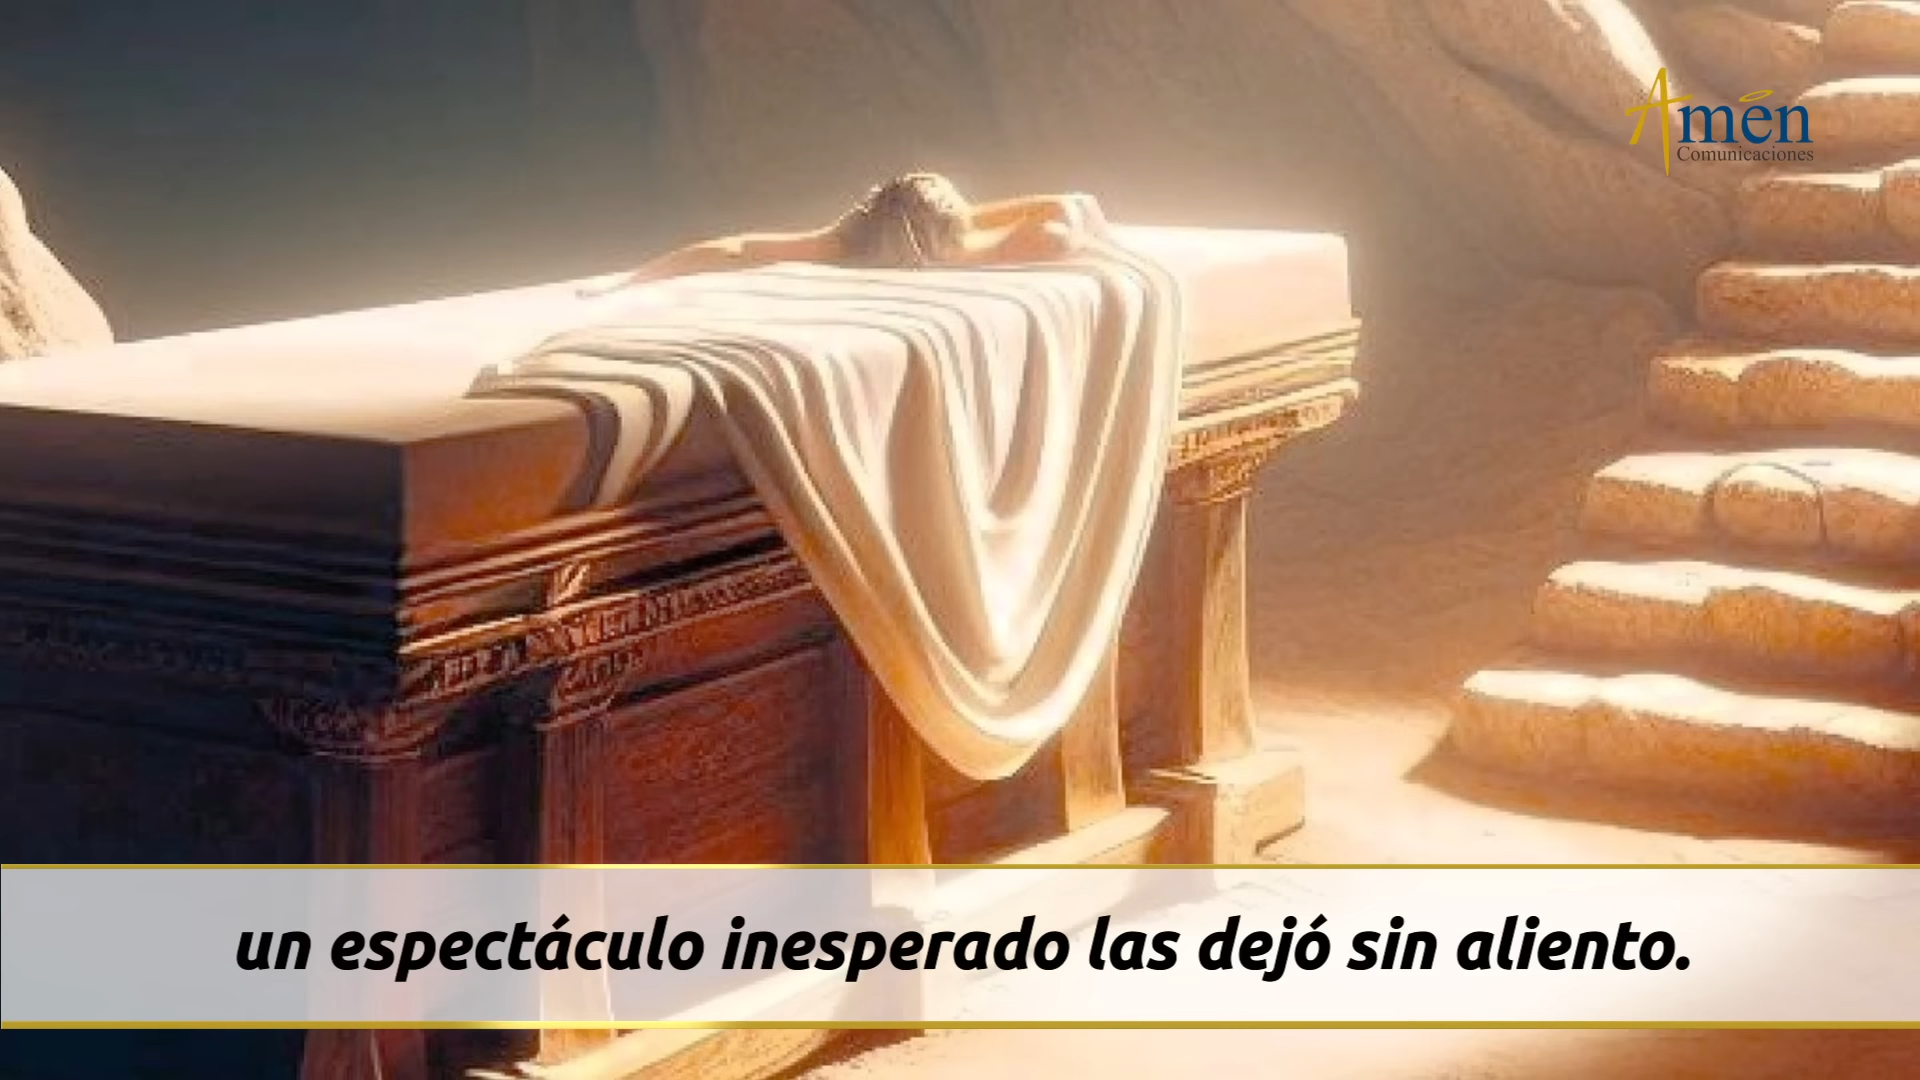 Amén
Comunicaciones
un espectáculo inesperado las dejó sin aliento.